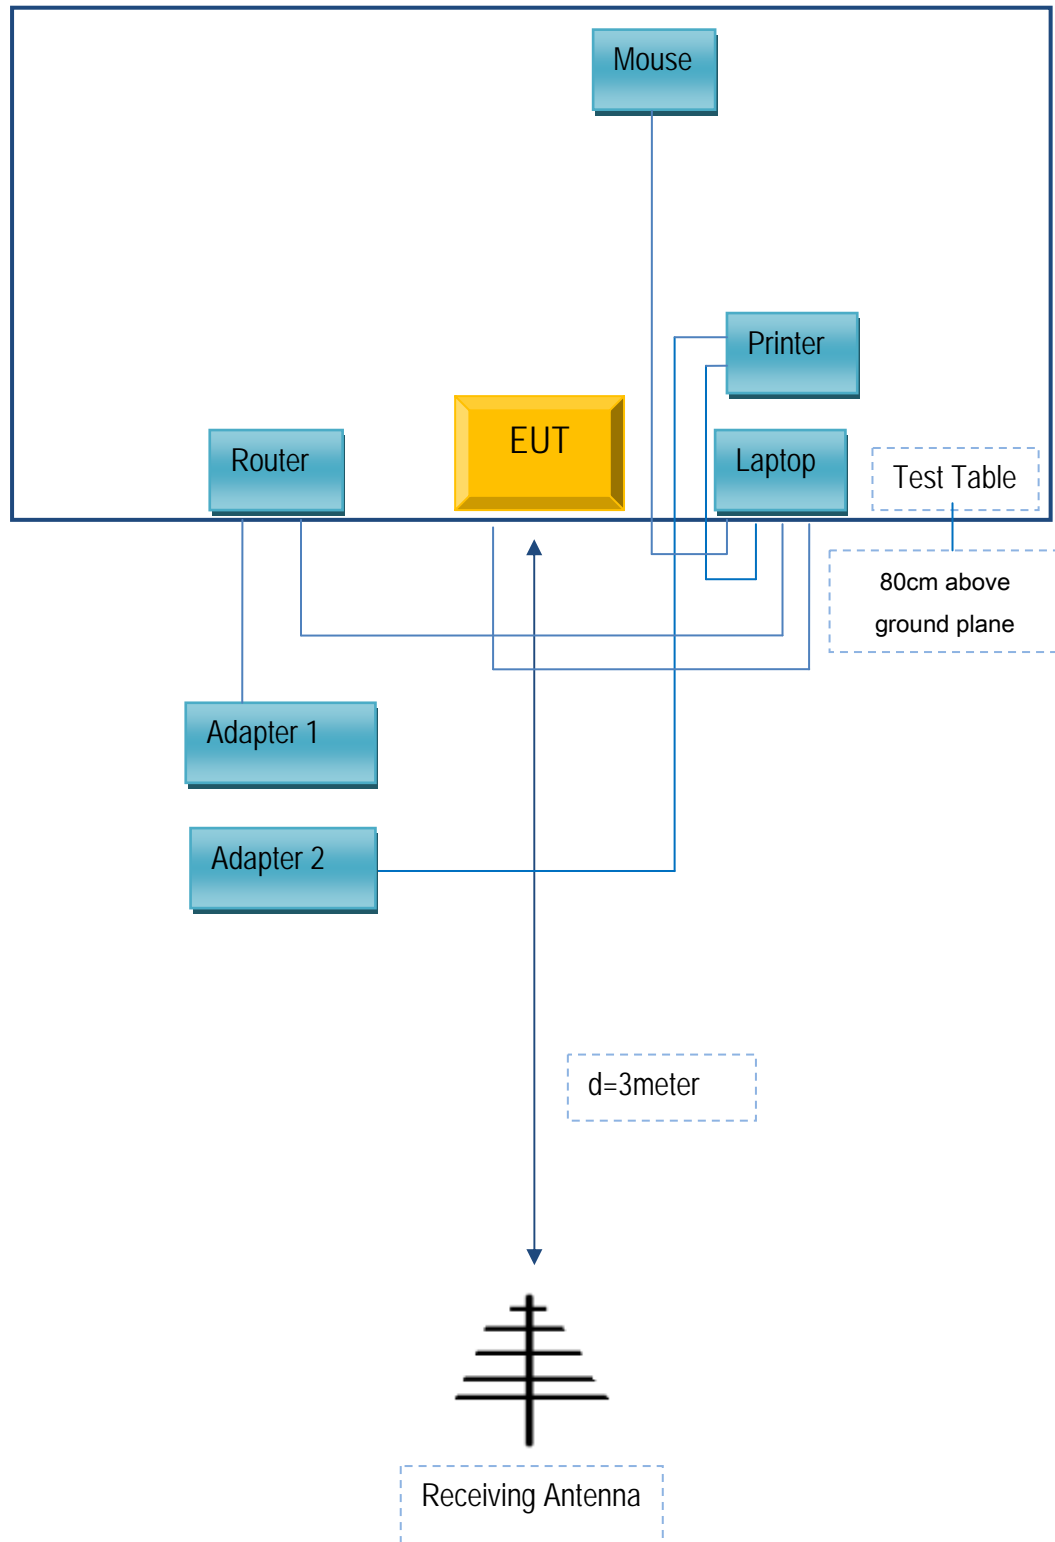 Mouse
Printer
EUT
Router
Laptop
Test Table
80cm above
ground plane
Adapter 1
Adapter 2
d=3meter
Receiving Antenna